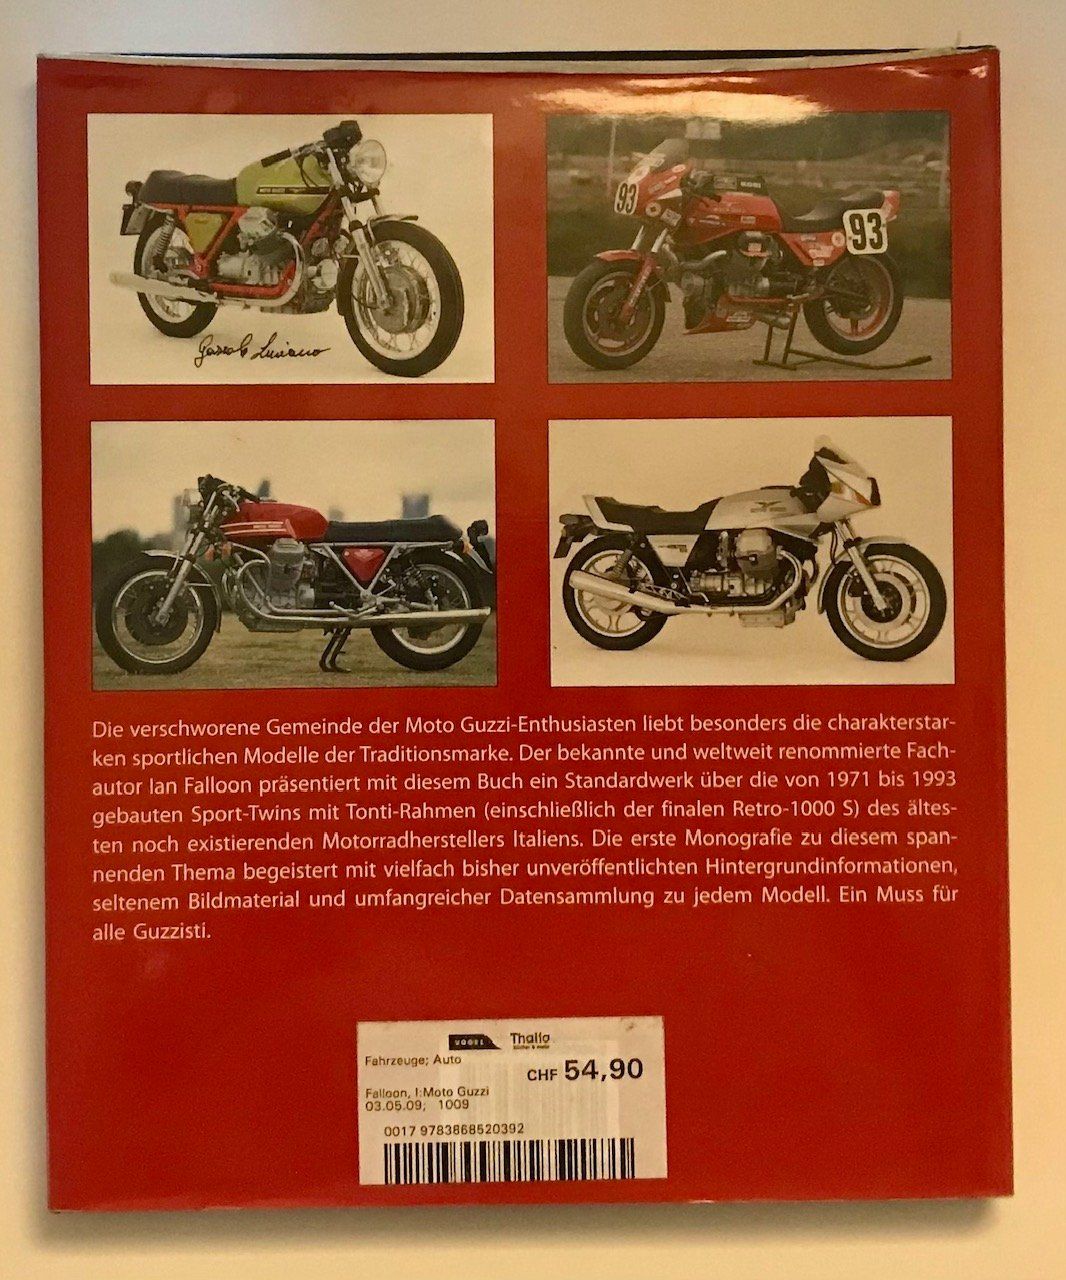 MOTO GUZZI
93
93
Die verschworene Gemeinde der Moto Guzzi-Enthusiasten liebt besonders die charakterstar-
ken sportlichen Modelle der Traditionsmarke. Der bekannte und weltweit renommierte Fach-
autor Ian Falloon präsentiert mit diesem Buch ein Standardwerk über die von 1971 bis 1993
gebauten Sport-Twins mit Tonti-Rahmen (einschließlich der finalen Retro-1000 S) des ältes-
ten noch existierenden Motorradherstellers Italiens. Die erste Monografie zu diesem span-
nenden Thema begeistert mit vielfach bisher unveröffentlichten Hintergrundinformationen,
seltenem Bildmaterial und umfangreicher Datensammlung zu jedem Modell. Ein Muss für
alle Guzzisti.
VOGEL Thalia
Fahrzeuge; Auto
CHF 54,90
Falloon, I:Moto Guzzi
03.05.09; 1009
0017 9783868520392